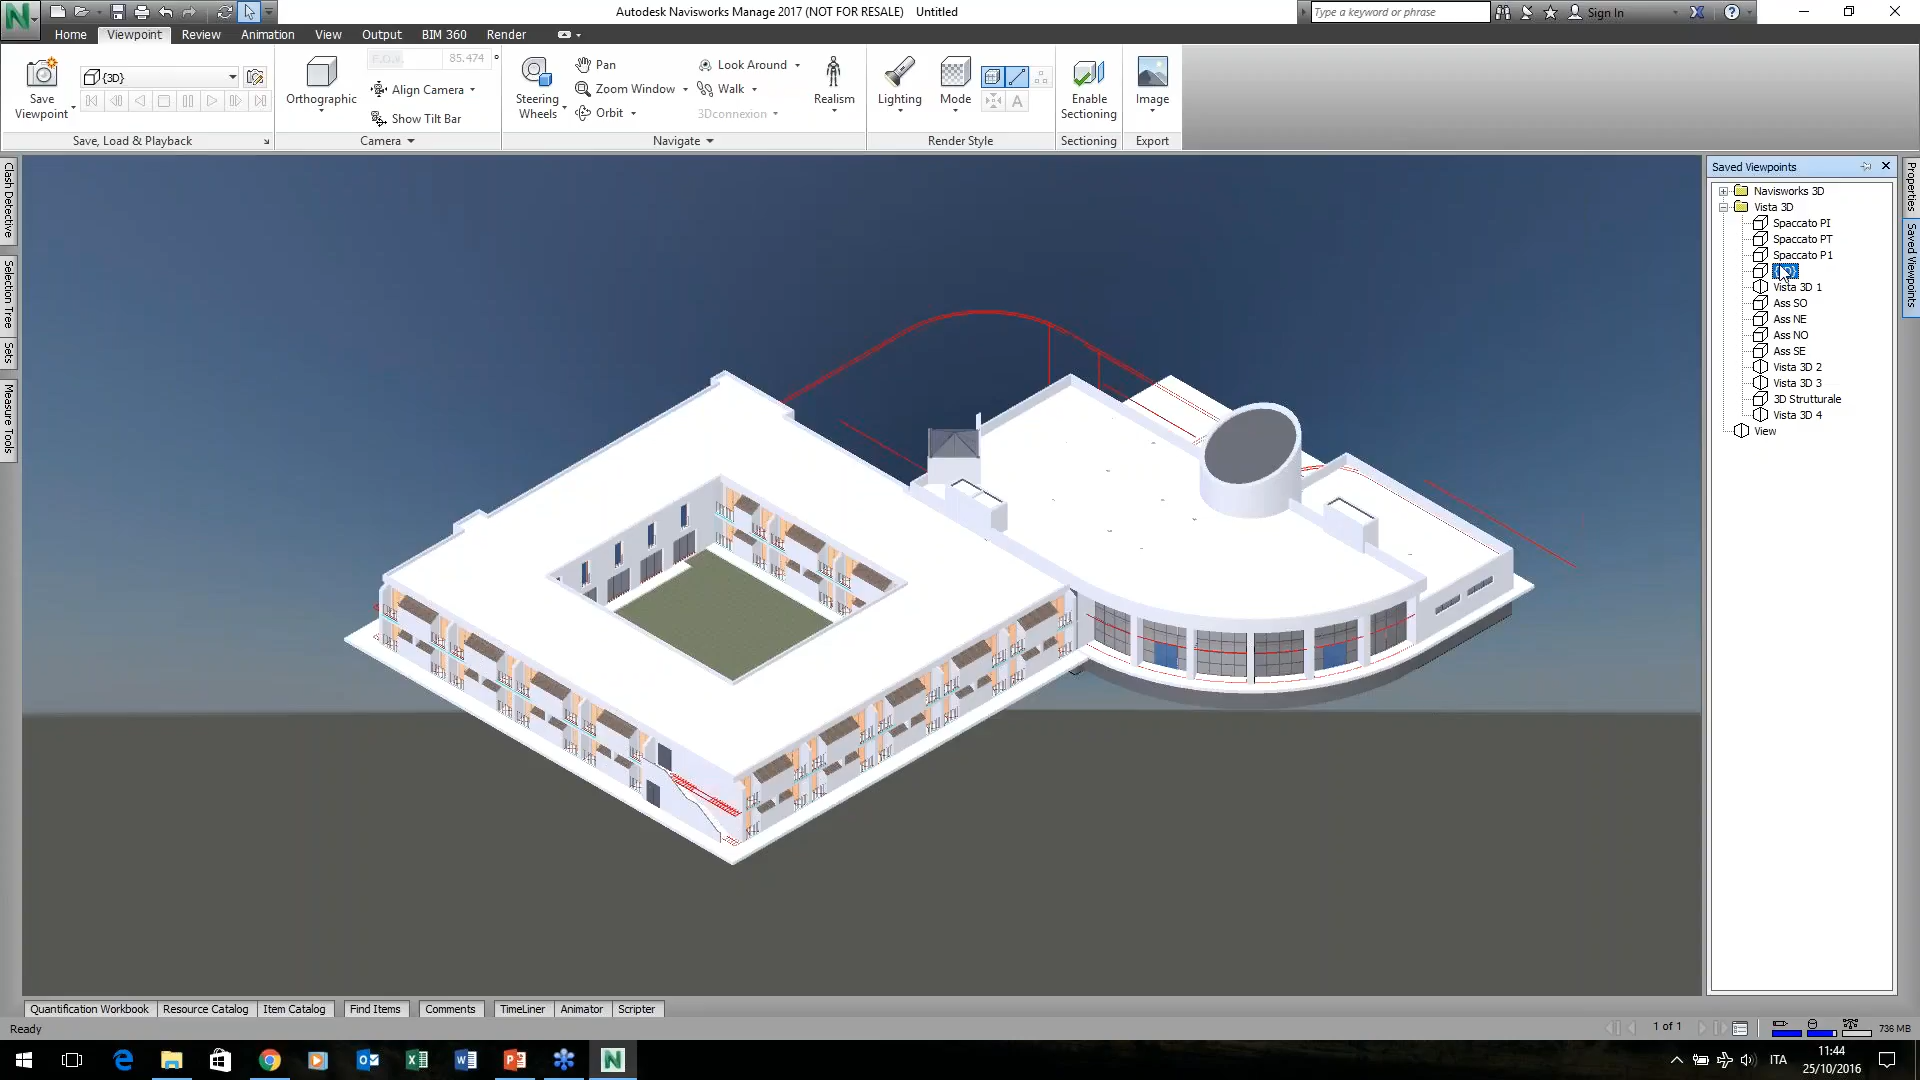 Autodesk Navisworks Manage 2017 (NOT FOR RESALE) Untitled
Type a keyword or phrase
Sign In
Home Viewpoint Review Animation View Output BIM 360 Render
Save Viewpoint
{3D}
Save, Load & Playback
Orthographic
F.O.V. 85.474 °
Align Camera
Show Tilt Bar
Camera
Steering Wheels
Pan
Zoom Window
Orbit
Look Around
Walk
3Dconnexion
Realism
Navigate
Lighting
Mode
A
Render Style
Enable Sectioning
Sectioning
Image
Export
Clash Detective
Selection Tree
Sets
Measure Tools
Saved Viewpoints
Navisworks 3D
Vista 3D
Spaccato PI
Spaccato PT
Spaccato P1
Vista 3D 1
Ass SO
Ass NE
Ass NO
Ass SE
Vista 3D 2
Vista 3D 3
3D Strutturale
Vista 3D 4
View
Properties
Saved Viewpoints
Quantification Workbook Resource Catalog Item Catalog Find Items Comments TimeLiner Animator Scripter
Ready
1 of 1
736 MB
ITA
11:44
25/10/2016